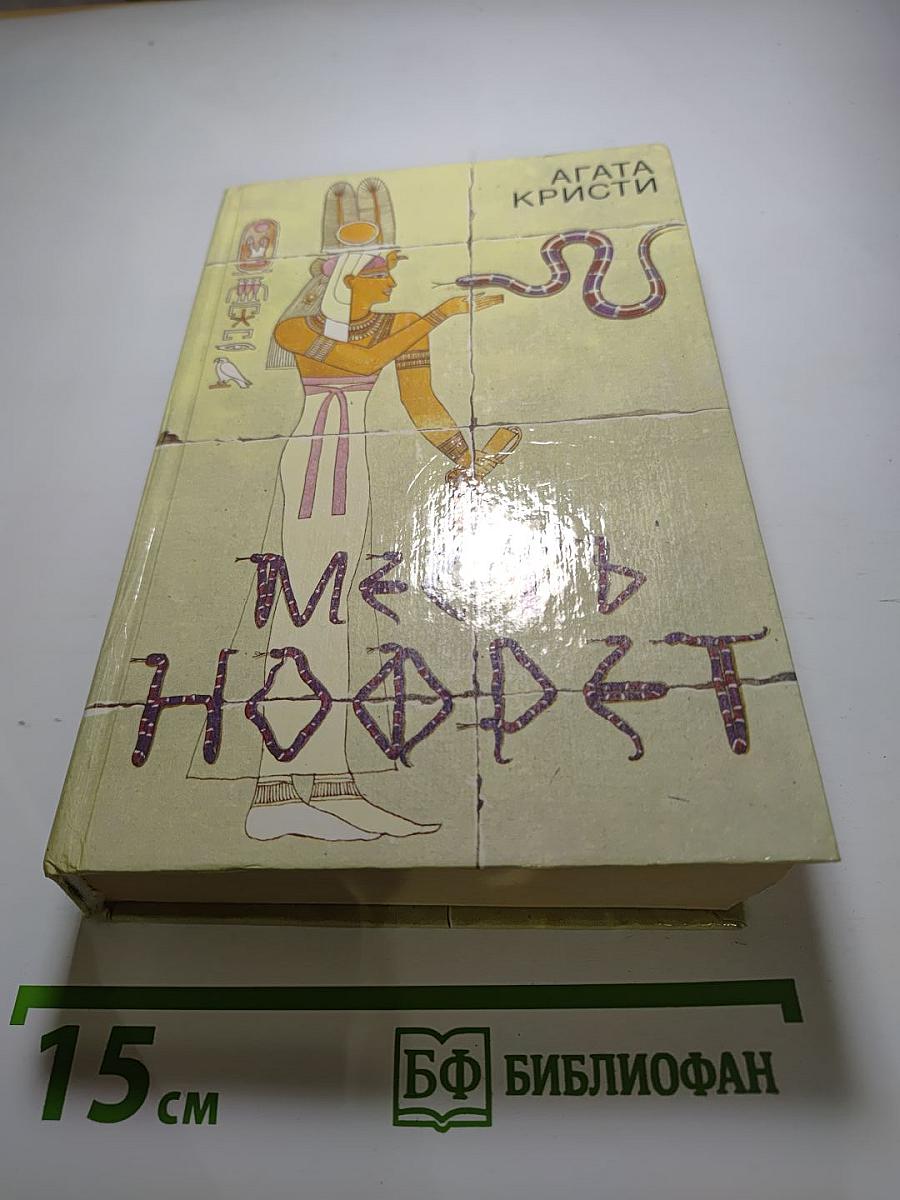 АГАТА
КРИСТИ
НОФРЕТ
15 см
БФ БИБЛИОФАН